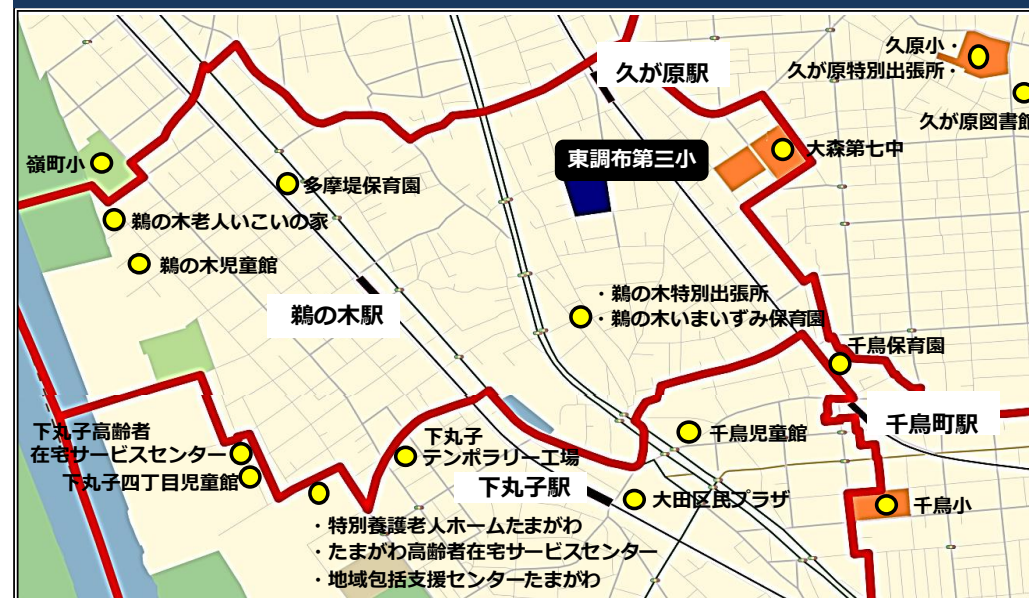 久原小・
久が原特別出張所・
久が原駅
久が原図書館
大森第七中
東調布第三小
嶺町小
多摩堤保育園
鵜の木老人いこいの家
鵜の木児童館
・鵜の木特別出張所
・鵜の木いまいずみ保育園
鵜の木駅
千鳥保育園
千鳥町駅
下丸子高齢者
在宅サービスセンター
下丸子四丁目児童館
下丸子
テンポラリー工場
千鳥児童館
下丸子駅
大田区民プラザ
千鳥小
・特別養護老人ホームたまがわ
・たまがわ高齢者在宅サービスセンター
・地域包括支援センターたまがわ